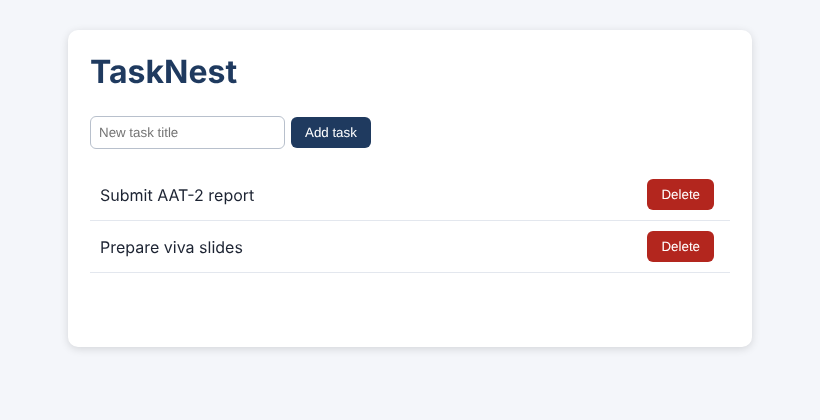 TaskNest
New task title Add task
Submit AAT-2 report Delete
Prepare viva slides Delete